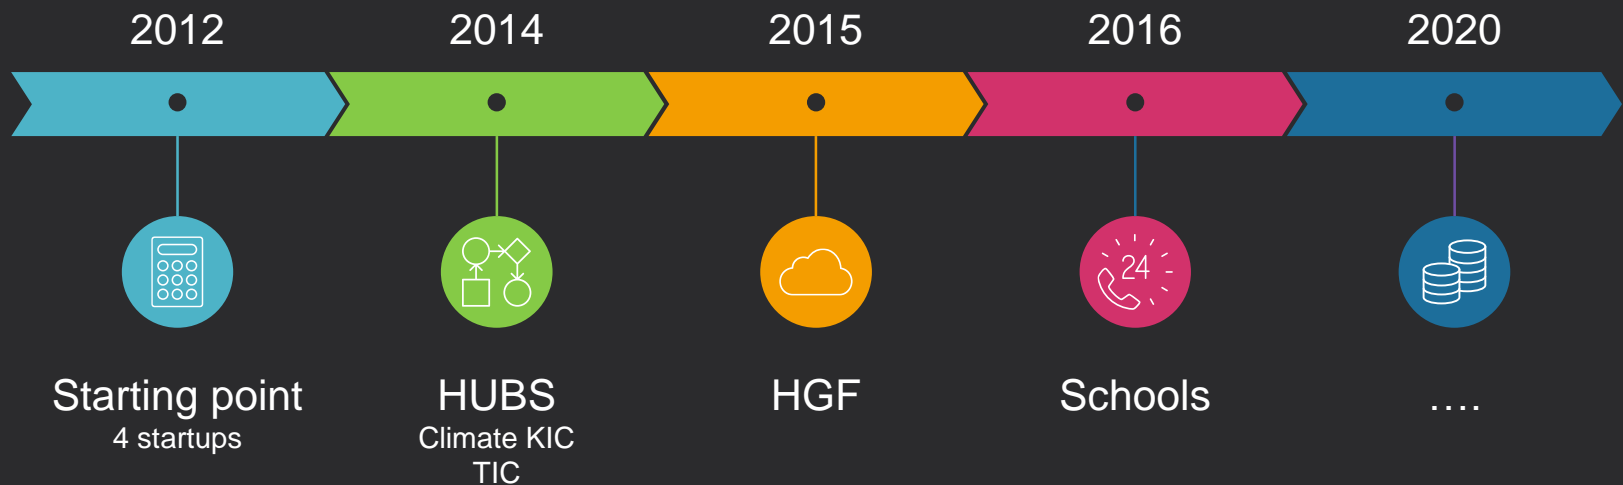 2012
2014
2015
2016
2020
24
Starting point
4 startups
HUBS
Climate KIC
TIC
HGF
Schools
....